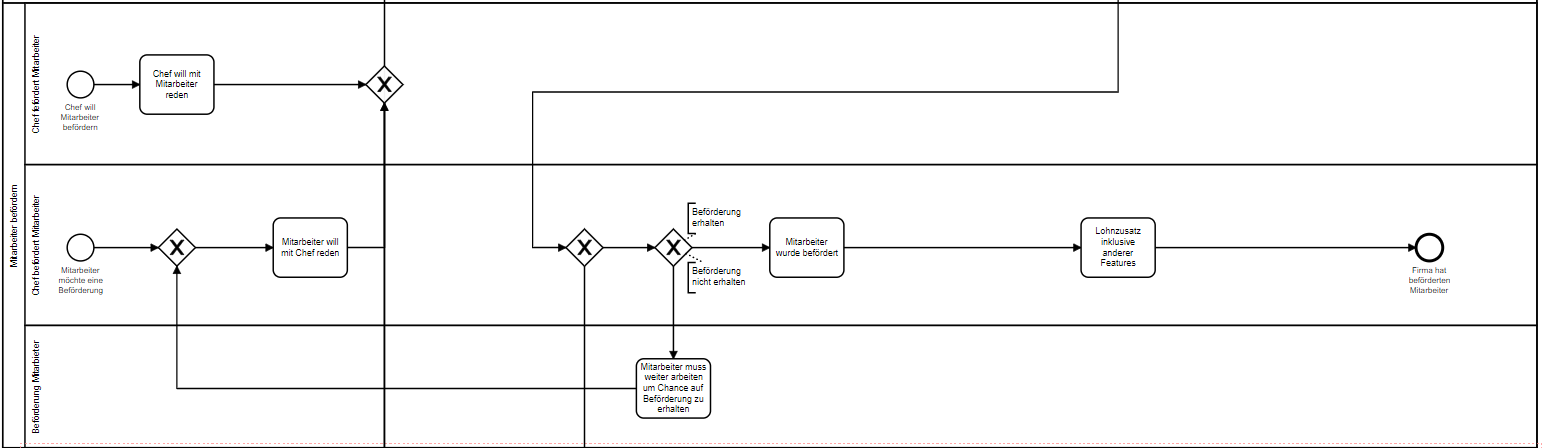 Mitarbeiter befördern
Chef befördert Mitarbeiter
Chef will
Mitarbeiter
befördern
Chef will mit
Mitarbeiter
reden
Chef befördert Mitarbeiter
Mitarbeiter
möchte eine
Beförderung
Mitarbeiter will
mit Chef reden
Beförderung
erhalten
Beförderung
nicht erhalten
Mitarbeiter
wurde befördert
Lohnzusatz
inklusive
anderer
Features
Firma hat
beförderten
Mitarbeiter
Beförderung Mitarbieter
Mitarbeiter muss
weiter arbeiten
um Chance auf
Beförderung zu
erhalten